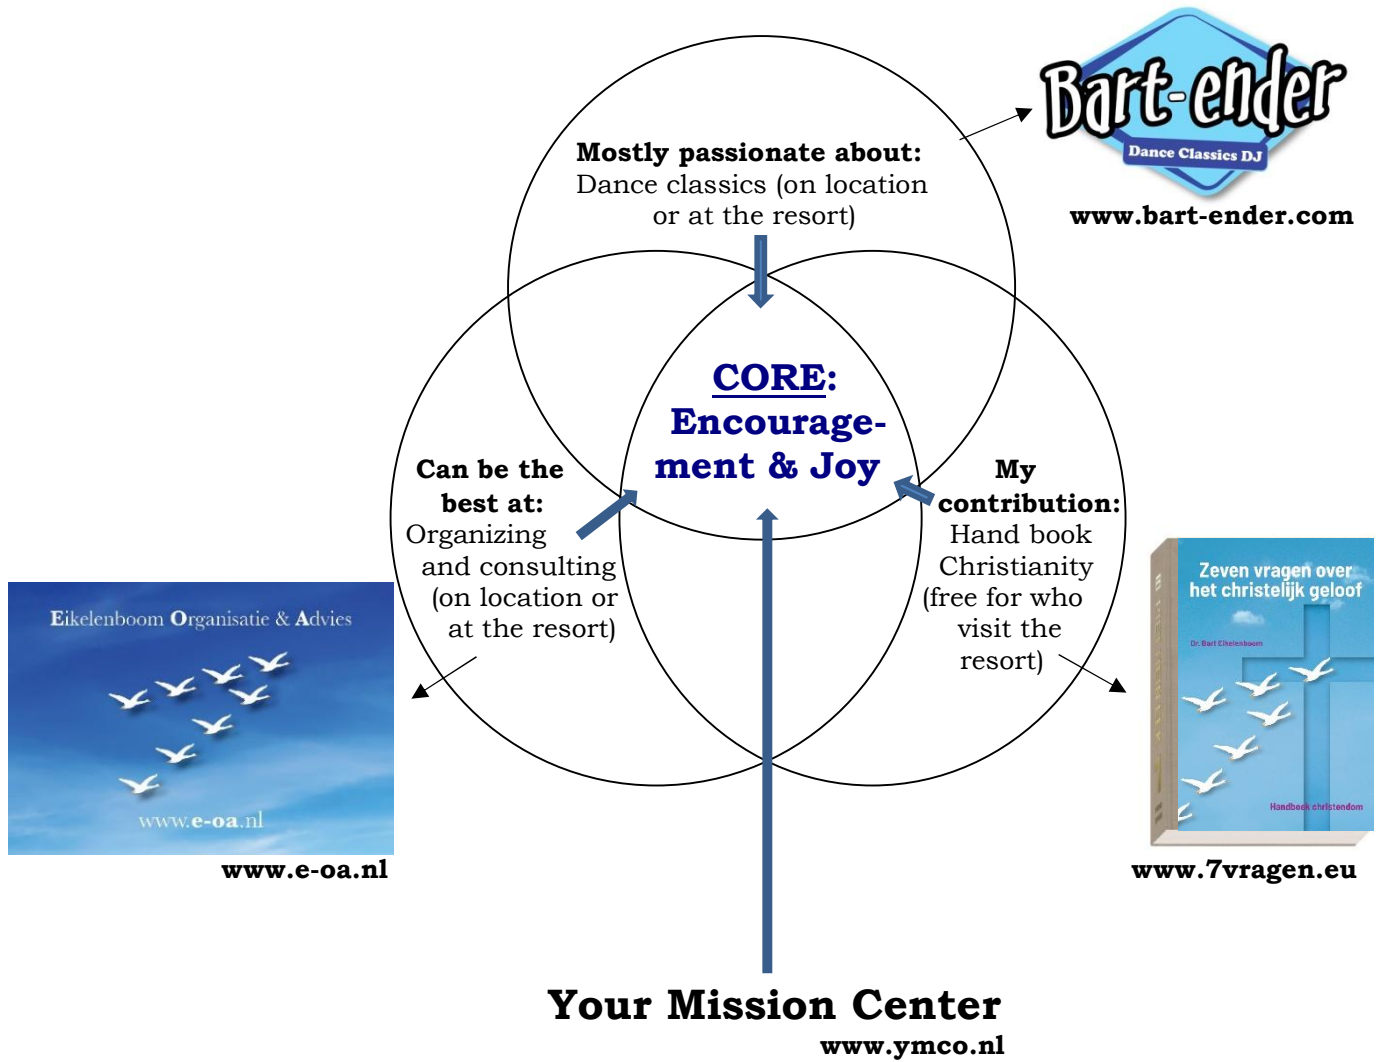 Bart-ender
Dance Classics DJ
www.bart-ender.com
Mostly passionate about:
Dance classics (on location
or at the resort)
CORE:
Encourage-
ment & Joy
Can be the
best at:
Organizing
and consulting
(on location or
at the resort)
My
contribution:
Hand book
Christianity
(free for who
visit the
resort)
Eikelenboom Organisatie & Advies
www.e-oa.nl
www.e-oa.nl
Zeven vragen over
het christelijk geloof
Dr. Bart Eikelenboom
Handboek christendom
www.7vragen.eu
Your Mission Center
www.ymco.nl